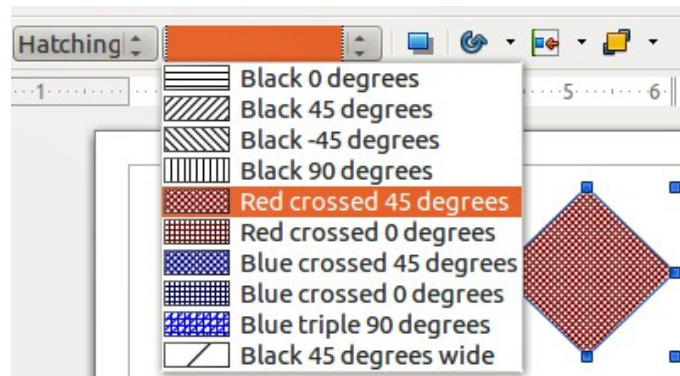 Hatching
1 5 6
Black 0 degrees
Black 45 degrees
Black -45 degrees
Black 90 degrees
Red crossed 45 degrees
Red crossed 0 degrees
Blue crossed 45 degrees
Blue crossed 0 degrees
Blue triple 90 degrees
Black 45 degrees wide